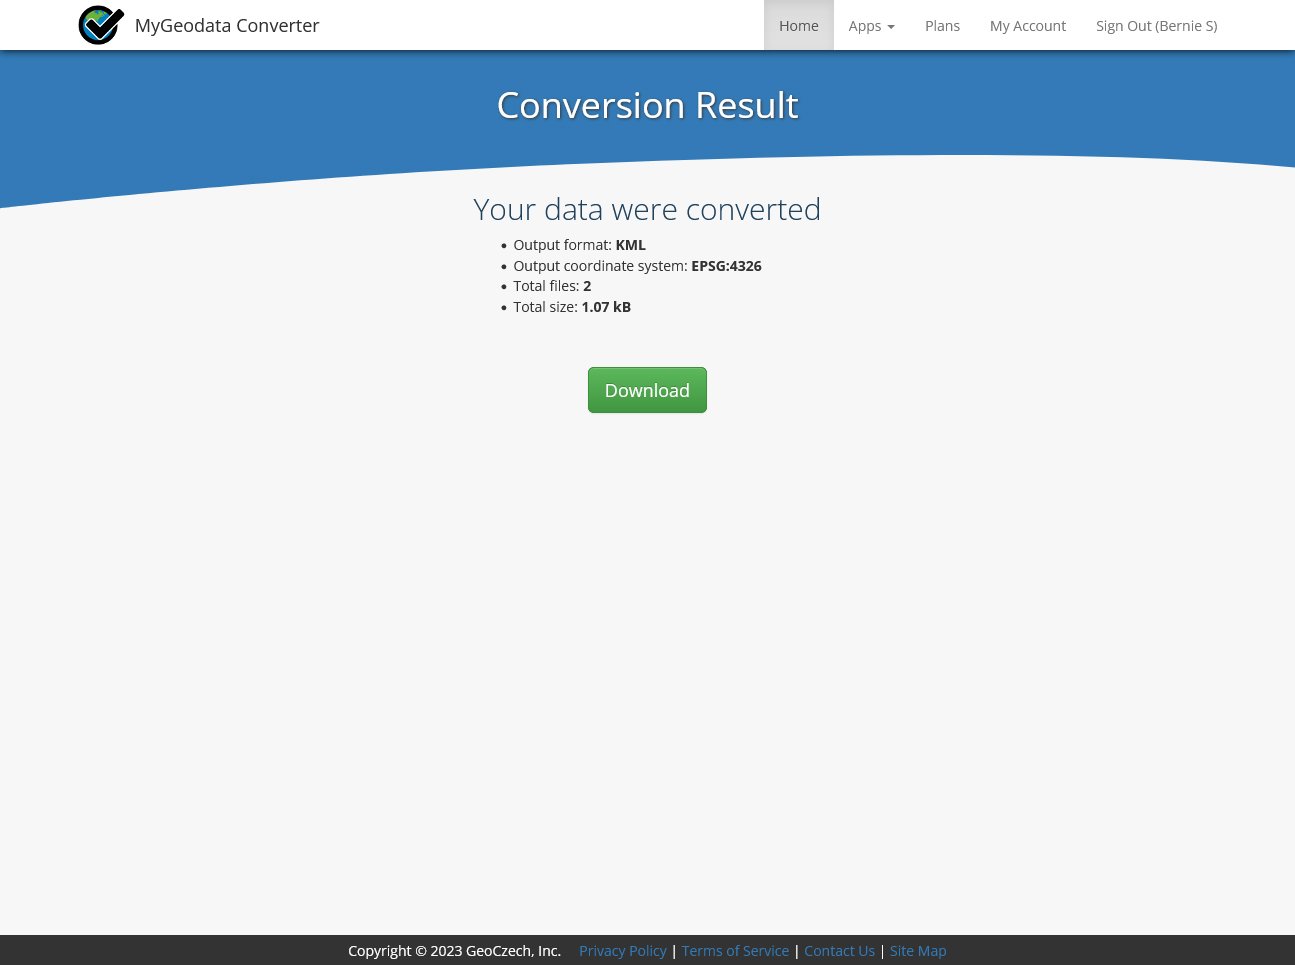 MyGeodata Converter
Home Apps Plans My Account Sign Out (Bernie S)
Conversion Result
Your data were converted
Output format: KML
Output coordinate system: EPSG:4326
Total files: 2
Total size: 1.07 kB
Download
Copyright © 2023 GeoCzech, Inc. Privacy Policy | Terms of Service | Contact Us | Site Map